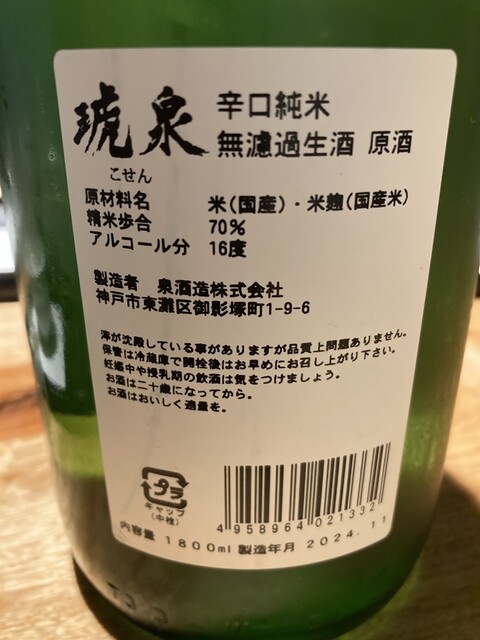 琥泉 辛口純米
無濾過生酒 原酒
こせん
原材料名 米(国産)・米麹(国産米)
精米歩合 70%
アルコール分 16度
製造者 泉酒造株式会社
神戸市東灘区御影塚町1-9-6
滓が沈殿している事がありますが品質上問題ありません。
保管は冷蔵庫で開栓後はお早めにお召し上がり下さい。
妊娠中や授乳期の飲酒は気をつけましょう。
お酒は二十歳になってから。
お酒はおいしく適量を。
プラ
キャップ
(中栓)
4958964021332
内容量 1800ml 製造年月 2024.11